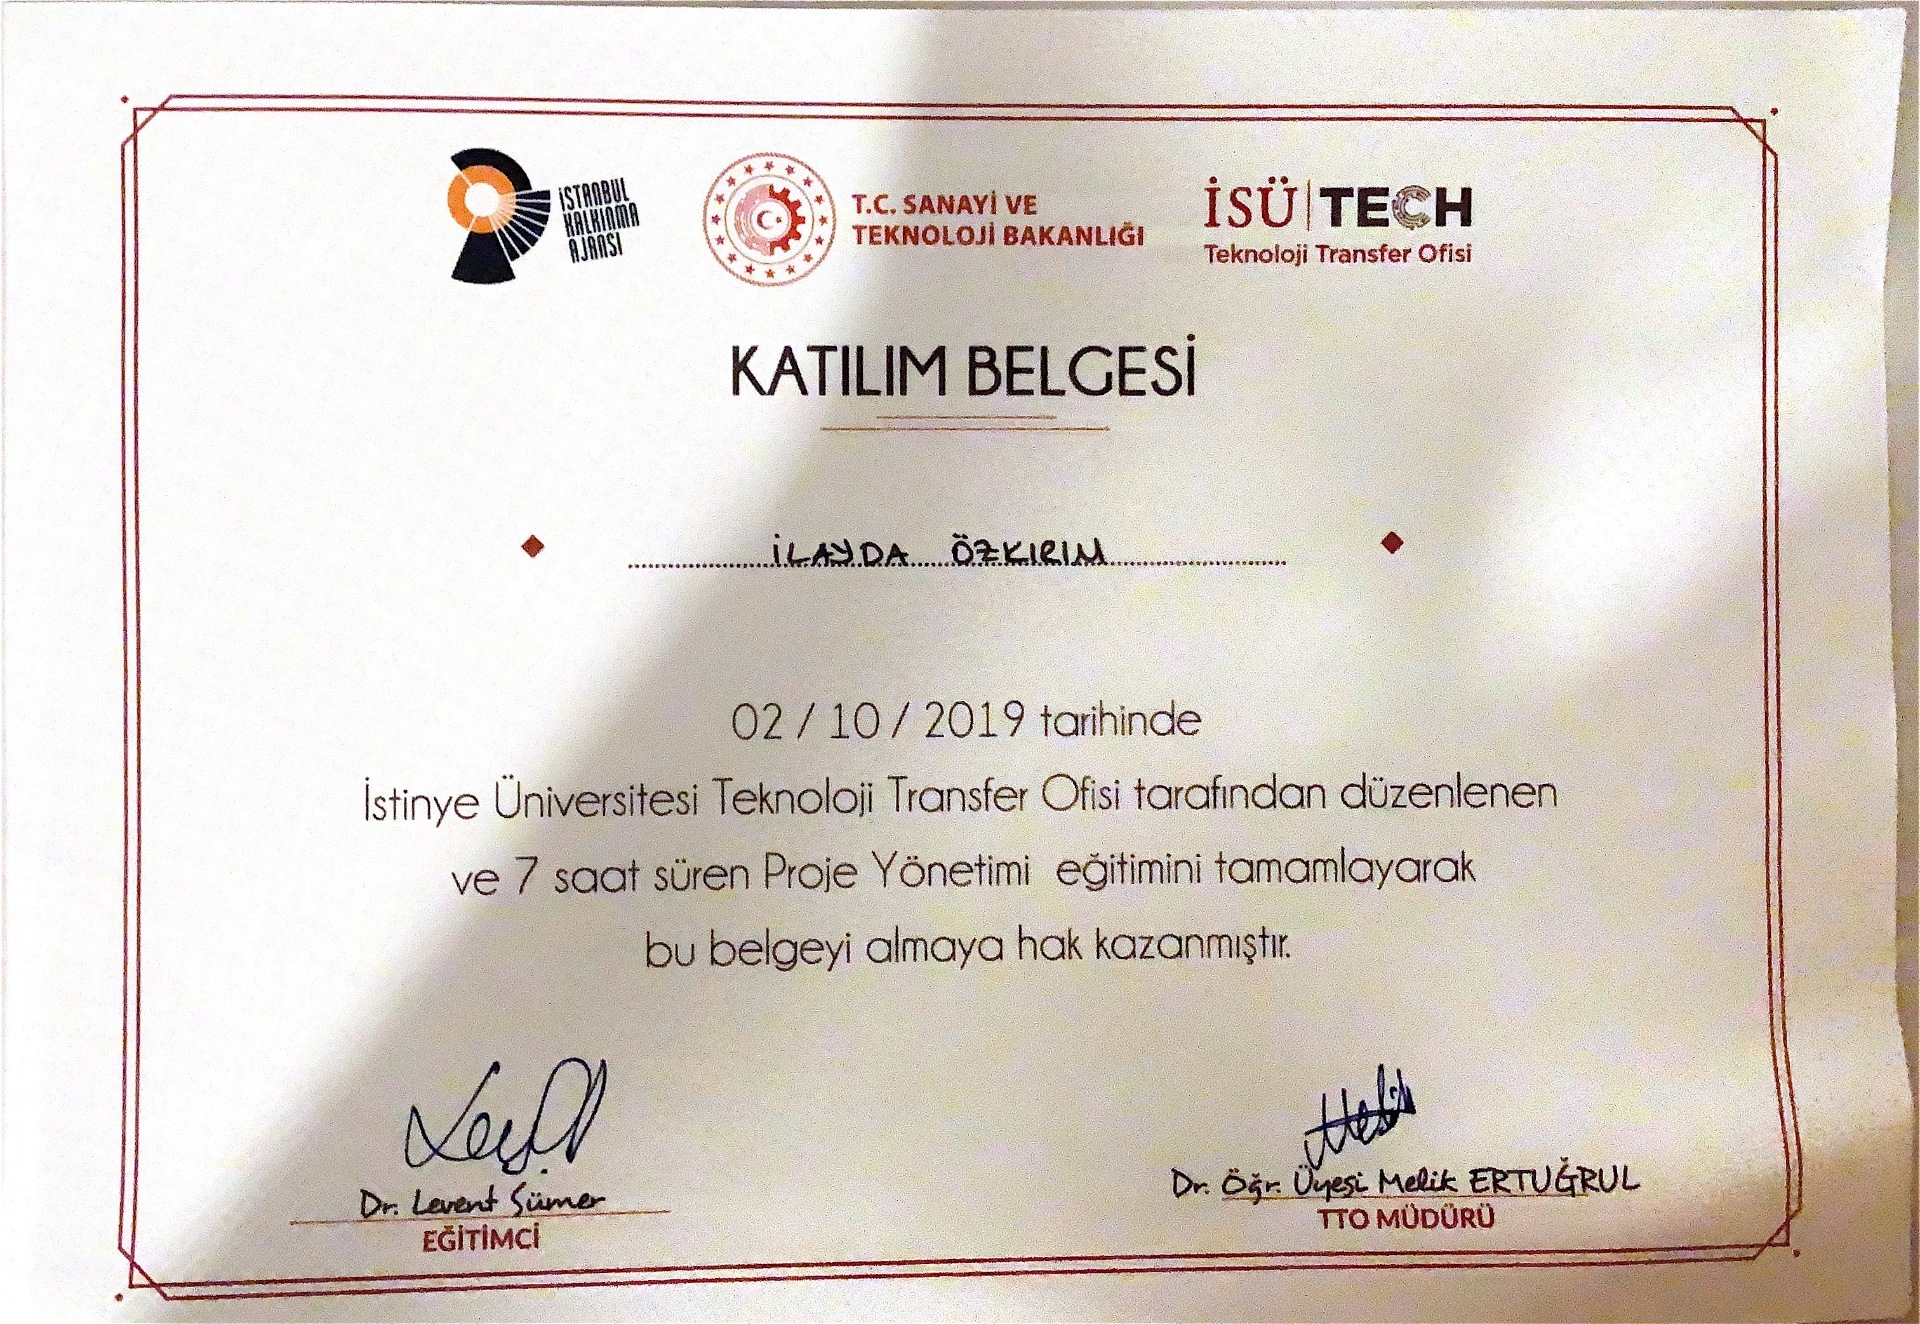 İSTANBUL
KALKINMA
AJANSI
T.C. SANAYİ VE
TEKNOLOJİ BAKANLIĞI
İSÜ|TECH
Teknoloji Transfer Ofisi
KATILIM BELGESİ
İLAYDA ÖZKIRIM
02 / 10 / 2019 tarihinde
İstinye Üniversitesi Teknoloji Transfer Ofisi tarafından düzenlenen
ve 7 saat süren Proje Yönetimi eğitimini tamamlayarak
bu belgeyi almaya hak kazanmıştır.
Dr. Levent Sümer
EĞİTİMCİ
Dr. Öğr. Üyesi Melik ERTUĞRUL
TTO MÜDÜRÜ